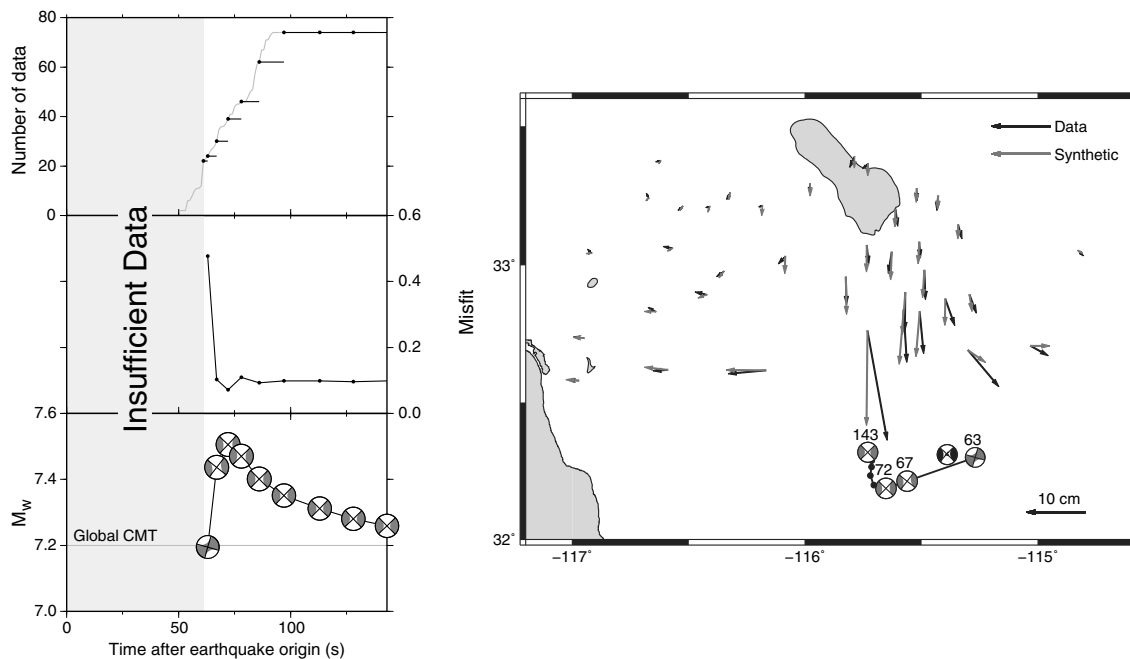 80
60
40
20
0
Number of data
0.6
0.4
0.2
0.0
Misfit
Insufficient Data
7.6
7.4
7.2
7.0
Mw
Global CMT
0
50
100
Time after earthquake origin (s)
Data
Synthetic
33°
32°
143
72
67
63
10 cm
−117°
−116°
−115°